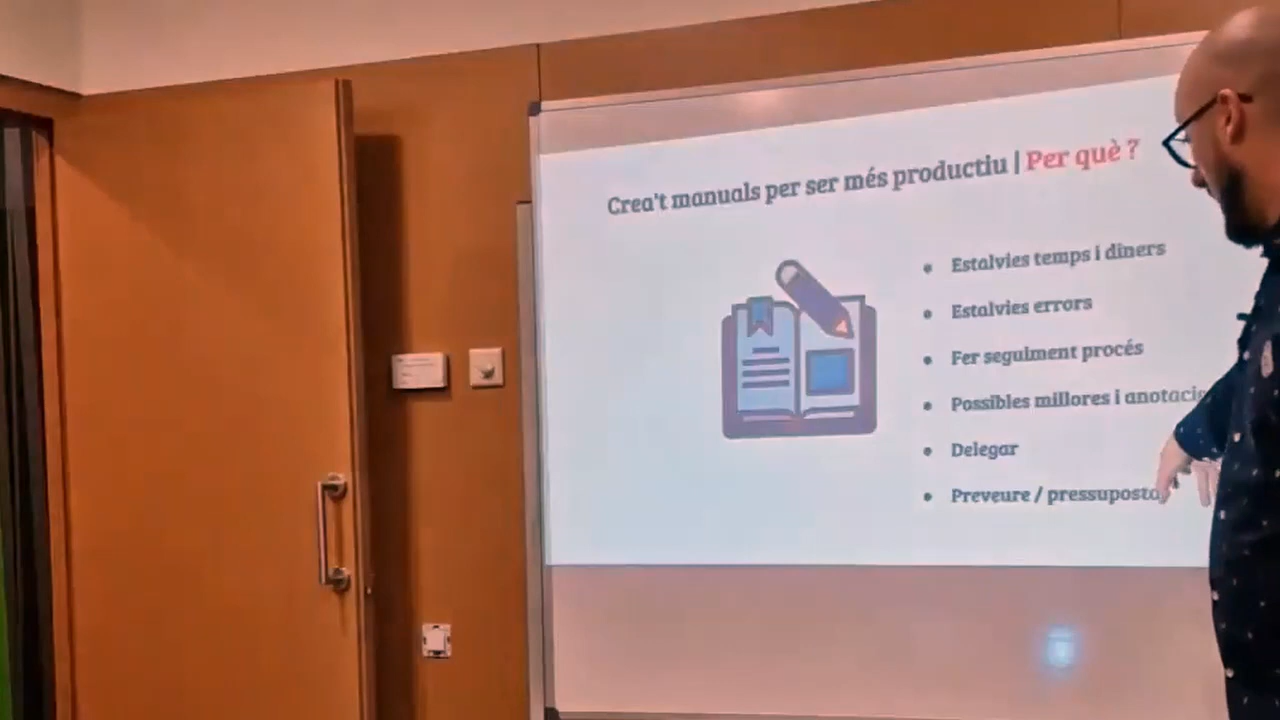 Crea't manuals per ser més productiu | Per què ?
Estalvies temps i diners
Estalvies errors
Fer seguiment procés
Possibles millores i
Delegar
Preveure /